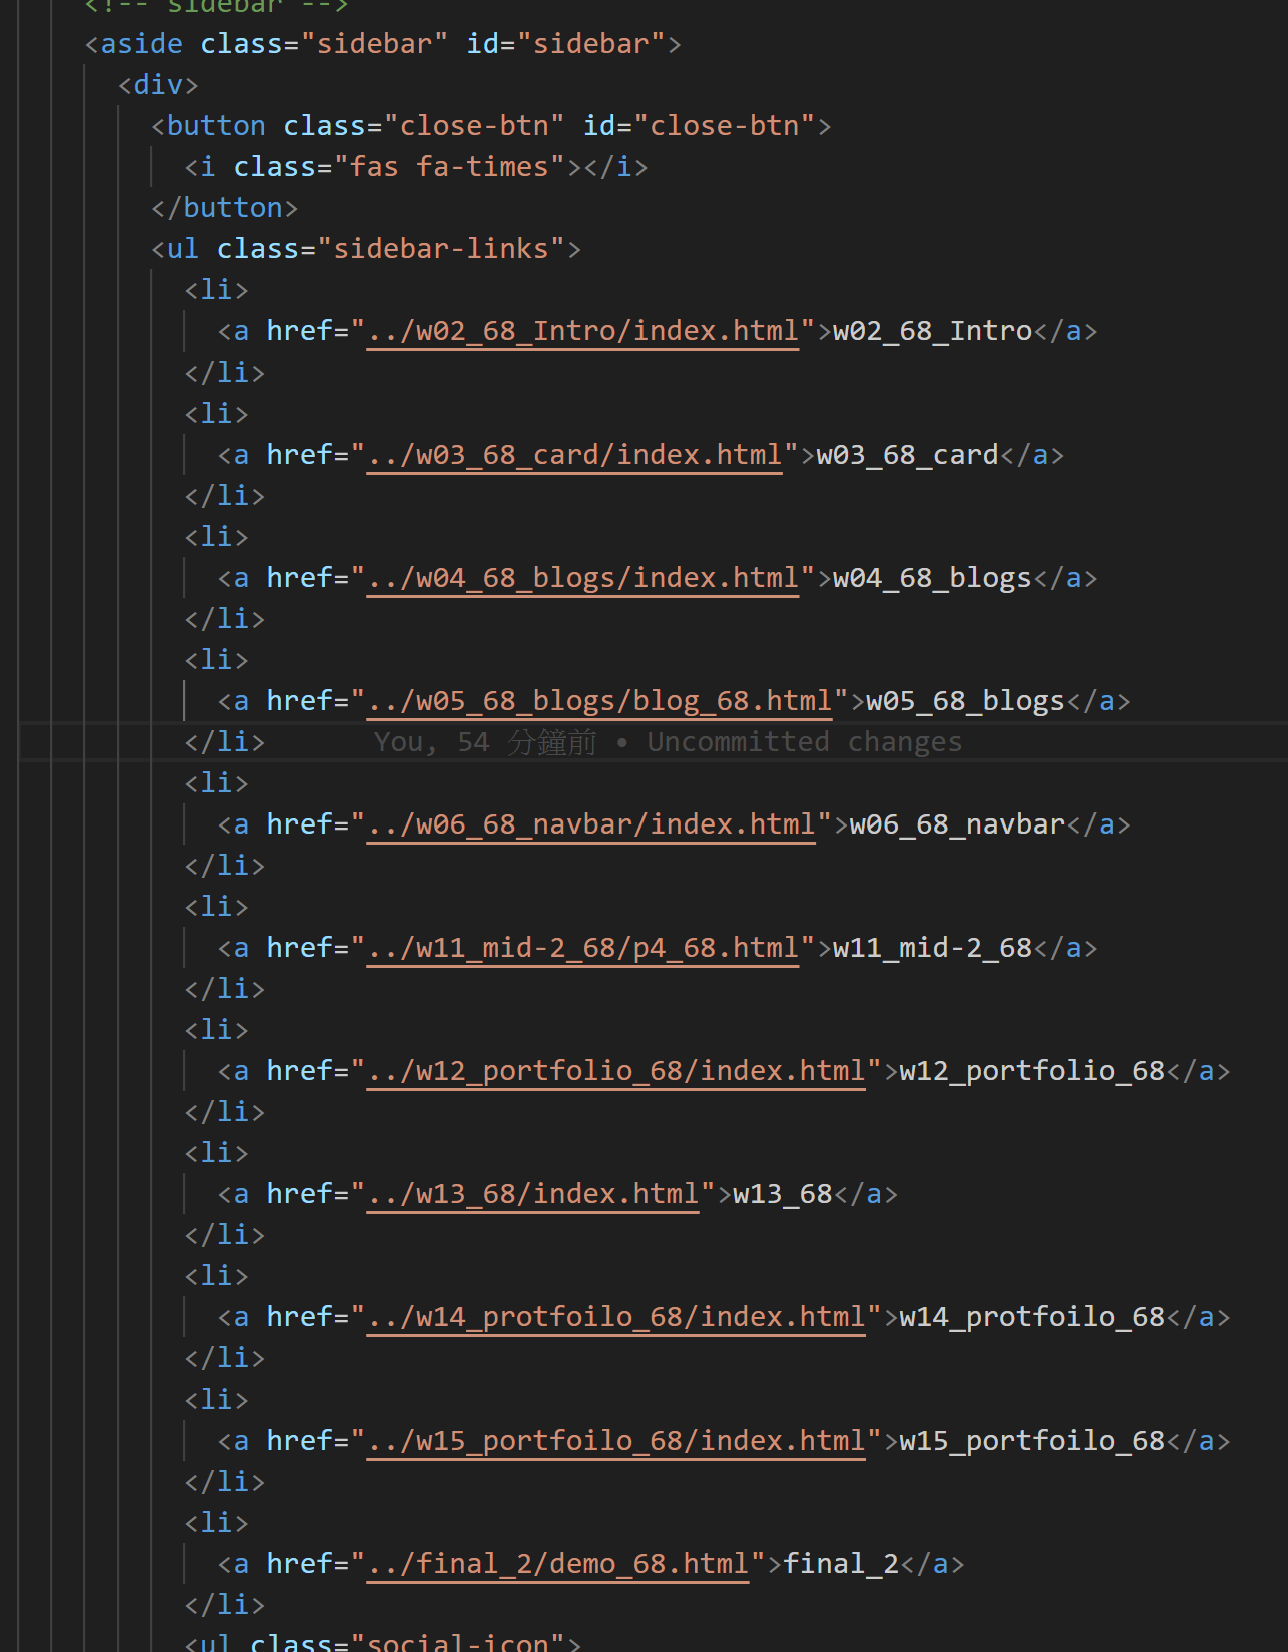 <!-- sidebar -->
<aside class="sidebar" id="sidebar">
<div>
<button class="close-btn" id="close-btn">
<i class="fas fa-times"></i>
</button>
<ul class="sidebar-links">
<li>
<a href="../w02_68_Intro/index.html">w02_68_Intro</a>
</li>
<li>
<a href="../w03_68_card/index.html">w03_68_card</a>
</li>
<li>
<a href="../w04_68_blogs/index.html">w04_68_blogs</a>
</li>
<li>
<a href="../w05_68_blogs/blog_68.html">w05_68_blogs</a>
</li> You, 54 分鐘前 • Uncommitted changes
<li>
<a href="../w06_68_navbar/index.html">w06_68_navbar</a>
</li>
<li>
<a href="../w11_mid-2_68/p4_68.html">w11_mid-2_68</a>
</li>
<li>
<a href="../w12_portfolio_68/index.html">w12_portfolio_68</a>
</li>
<li>
<a href="../w13_68/index.html">w13_68</a>
</li>
<li>
<a href="../w14_protfoilo_68/index.html">w14_protfoilo_68</a>
</li>
<li>
<a href="../w15_portfoilo_68/index.html">w15_portfoilo_68</a>
</li>
<li>
<a href="../final_2/demo_68.html">final_2</a>
</li>
<ul class="social-icon">